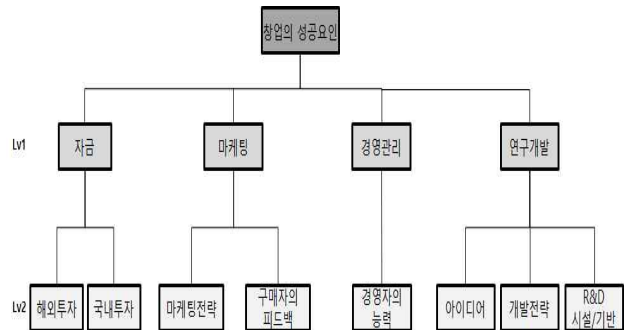 창업의 성공요인
Lv1
자금
마케팅
경영관리
연구개발
Lv2
해외투자
국내투자
마케팅전략
구매자의
피드백
경영자의
능력
아이디어
개발전략
R&D
시설/기반